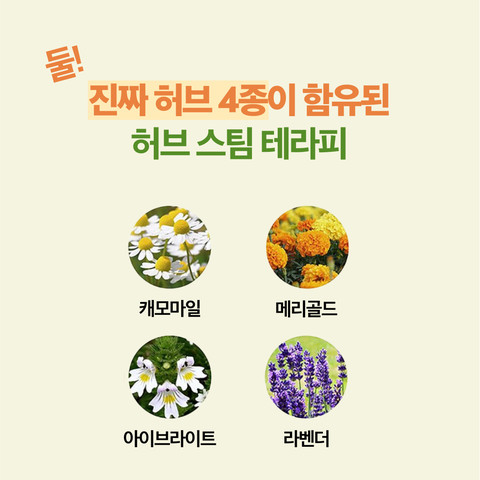 둘!
진짜 허브 4종이 함유된
허브 스팀 테라피
캐모마일
메리골드
아이브라이트
라벤더